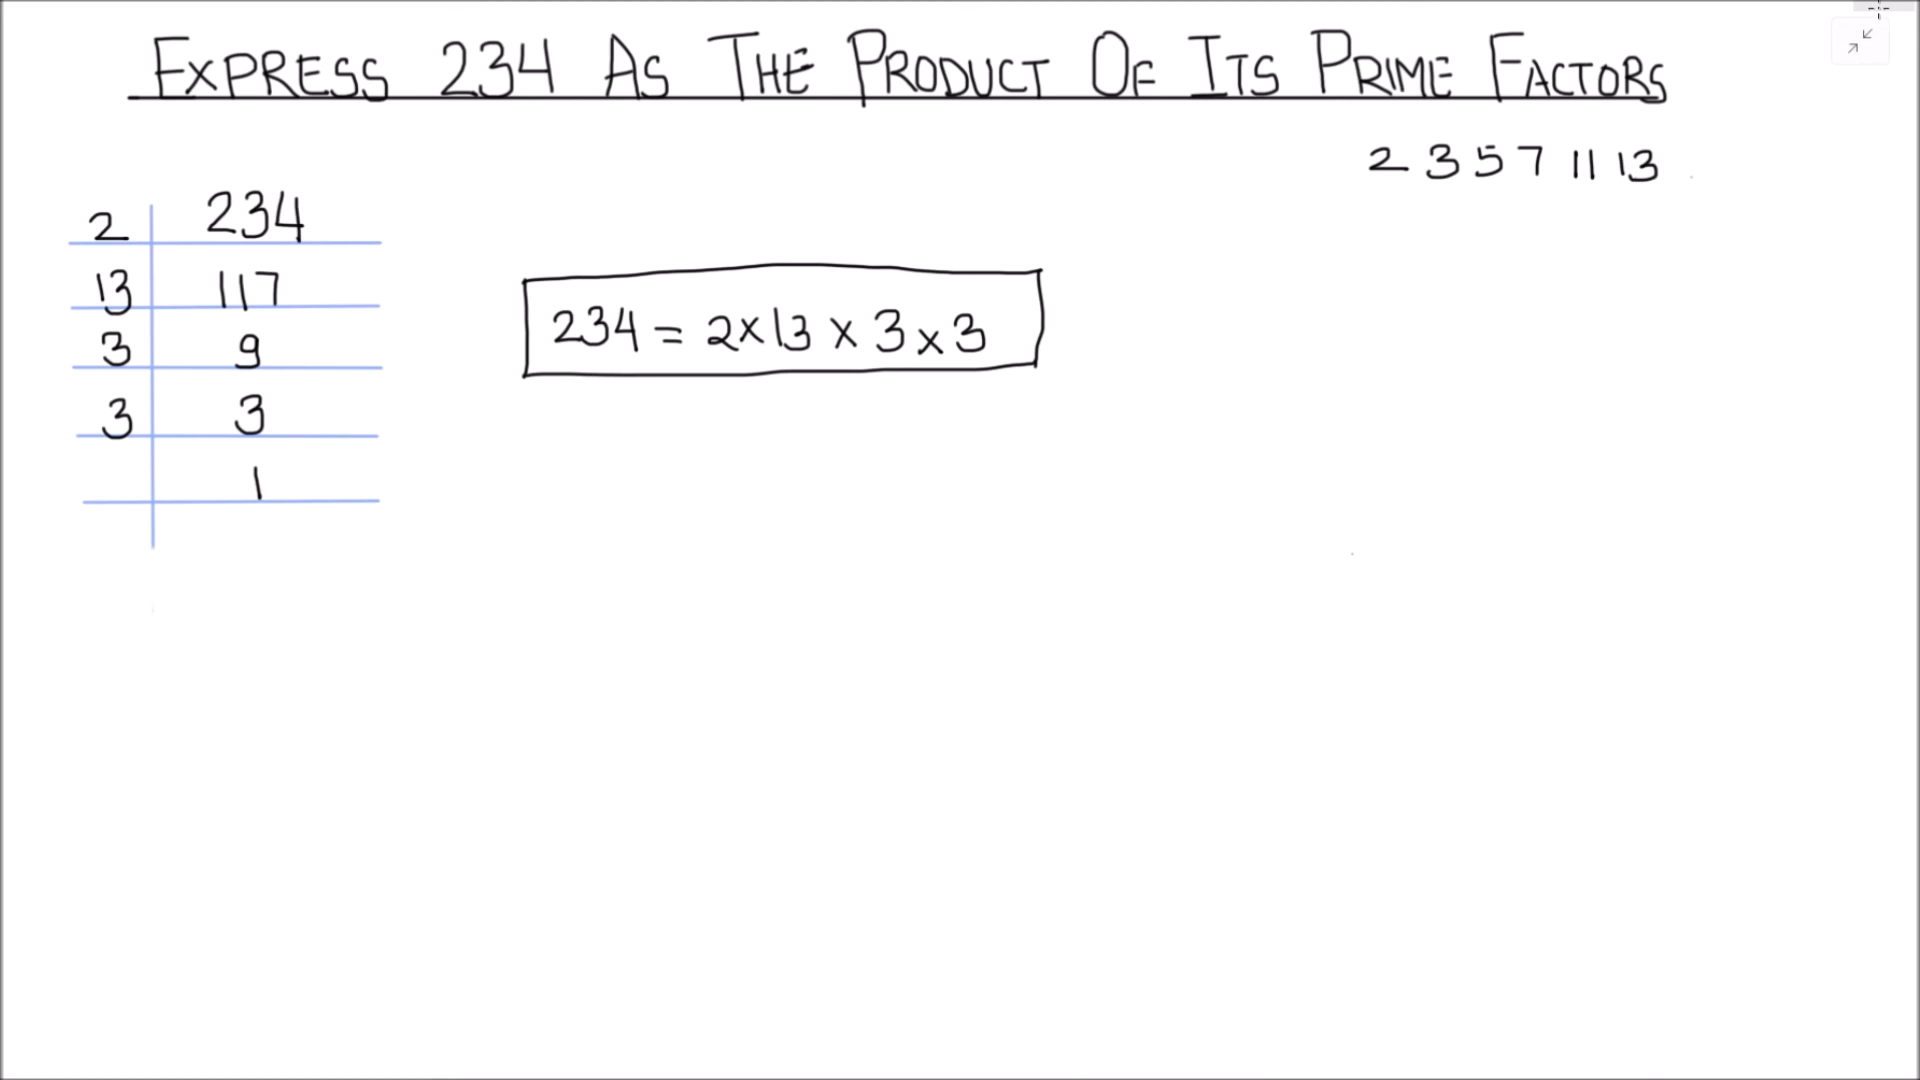 EXPRESS 234 AS THE PRODUCT OF ITS PRIME FACTORS
2 3 5 7 11 13
2 234
13 117
3 9
3 3
1
234 = 2 x 13 x 3 x 3